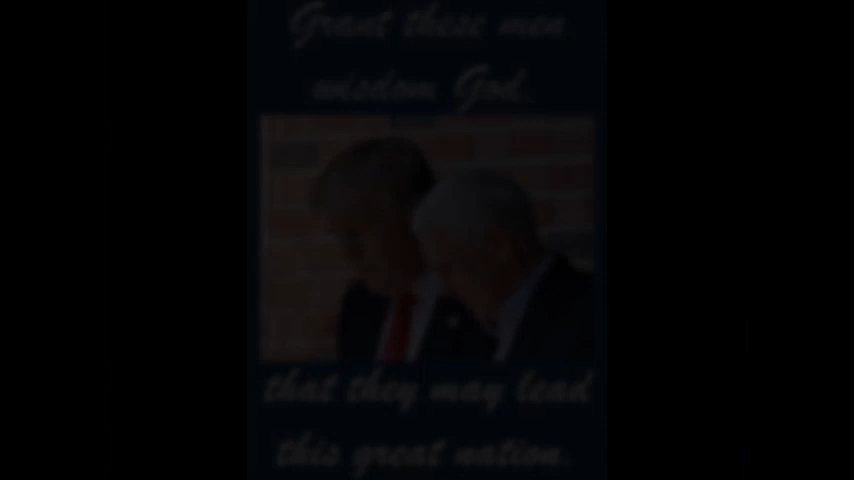 Grant these men
wisdom God.
that they may lead
this great nation.